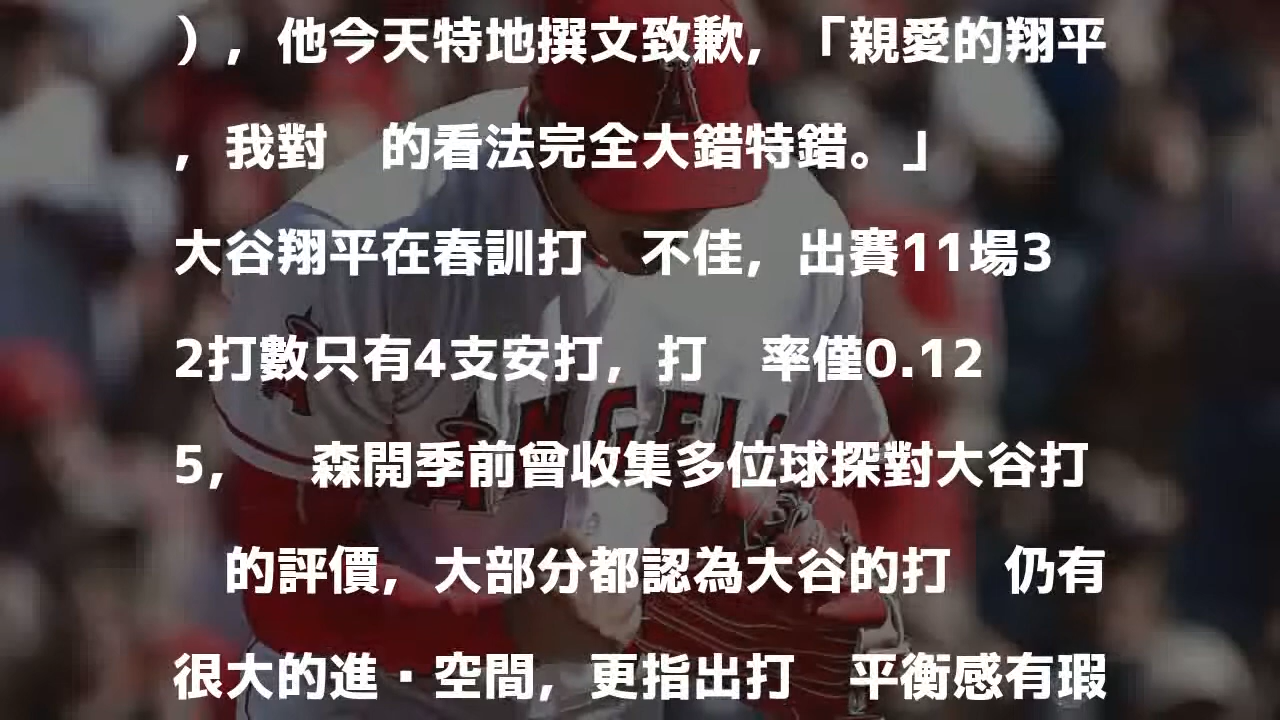 ），他今天特地撰文致歉，「親愛的翔平
，我對　的看法完全大錯特錯。」
大谷翔平在春訓打　不佳，出賽11場3
2打數只有4支安打，打　率僅0.12
5，　森開季前曾收集多位球探對大谷打
　的評價，大部分都認為大谷的打　仍有
很大的進・空間，更指出打　平衡感有瑕
ANGELS